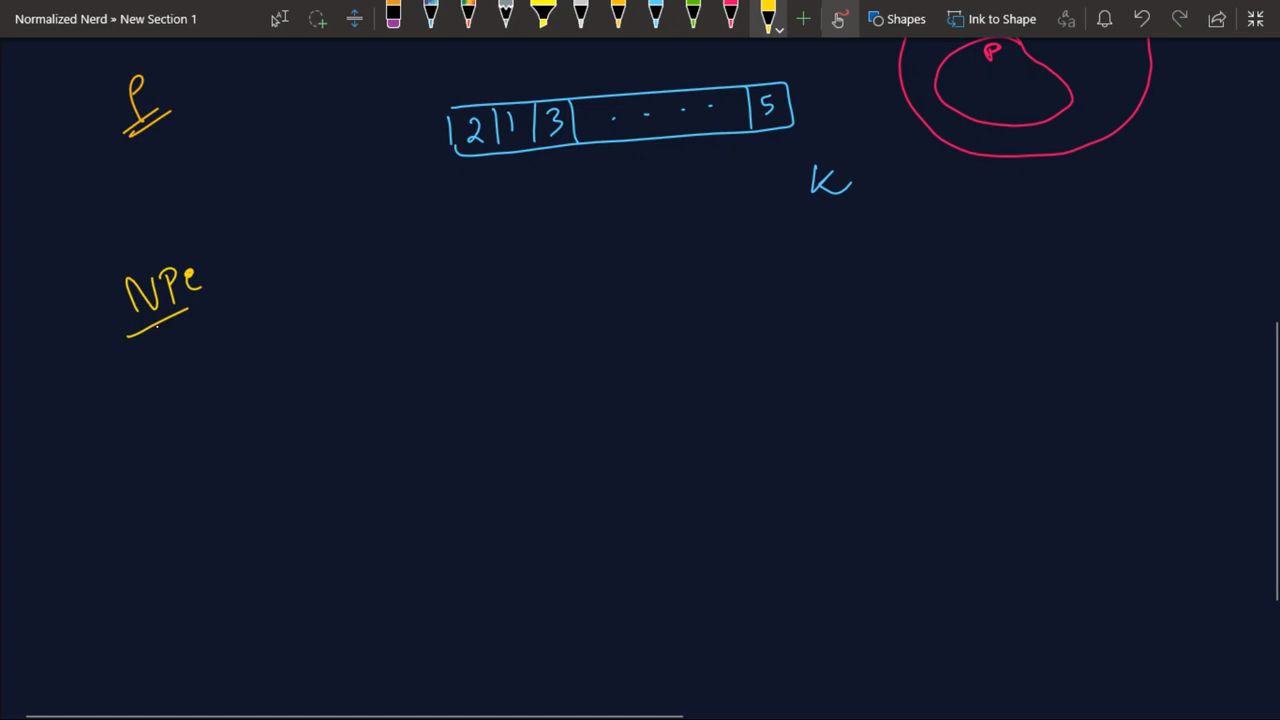 Normalized Nerd » New Section 1
Shapes
Ink to Shape
P
P
2 1 3 . . . . 5
K
NPC